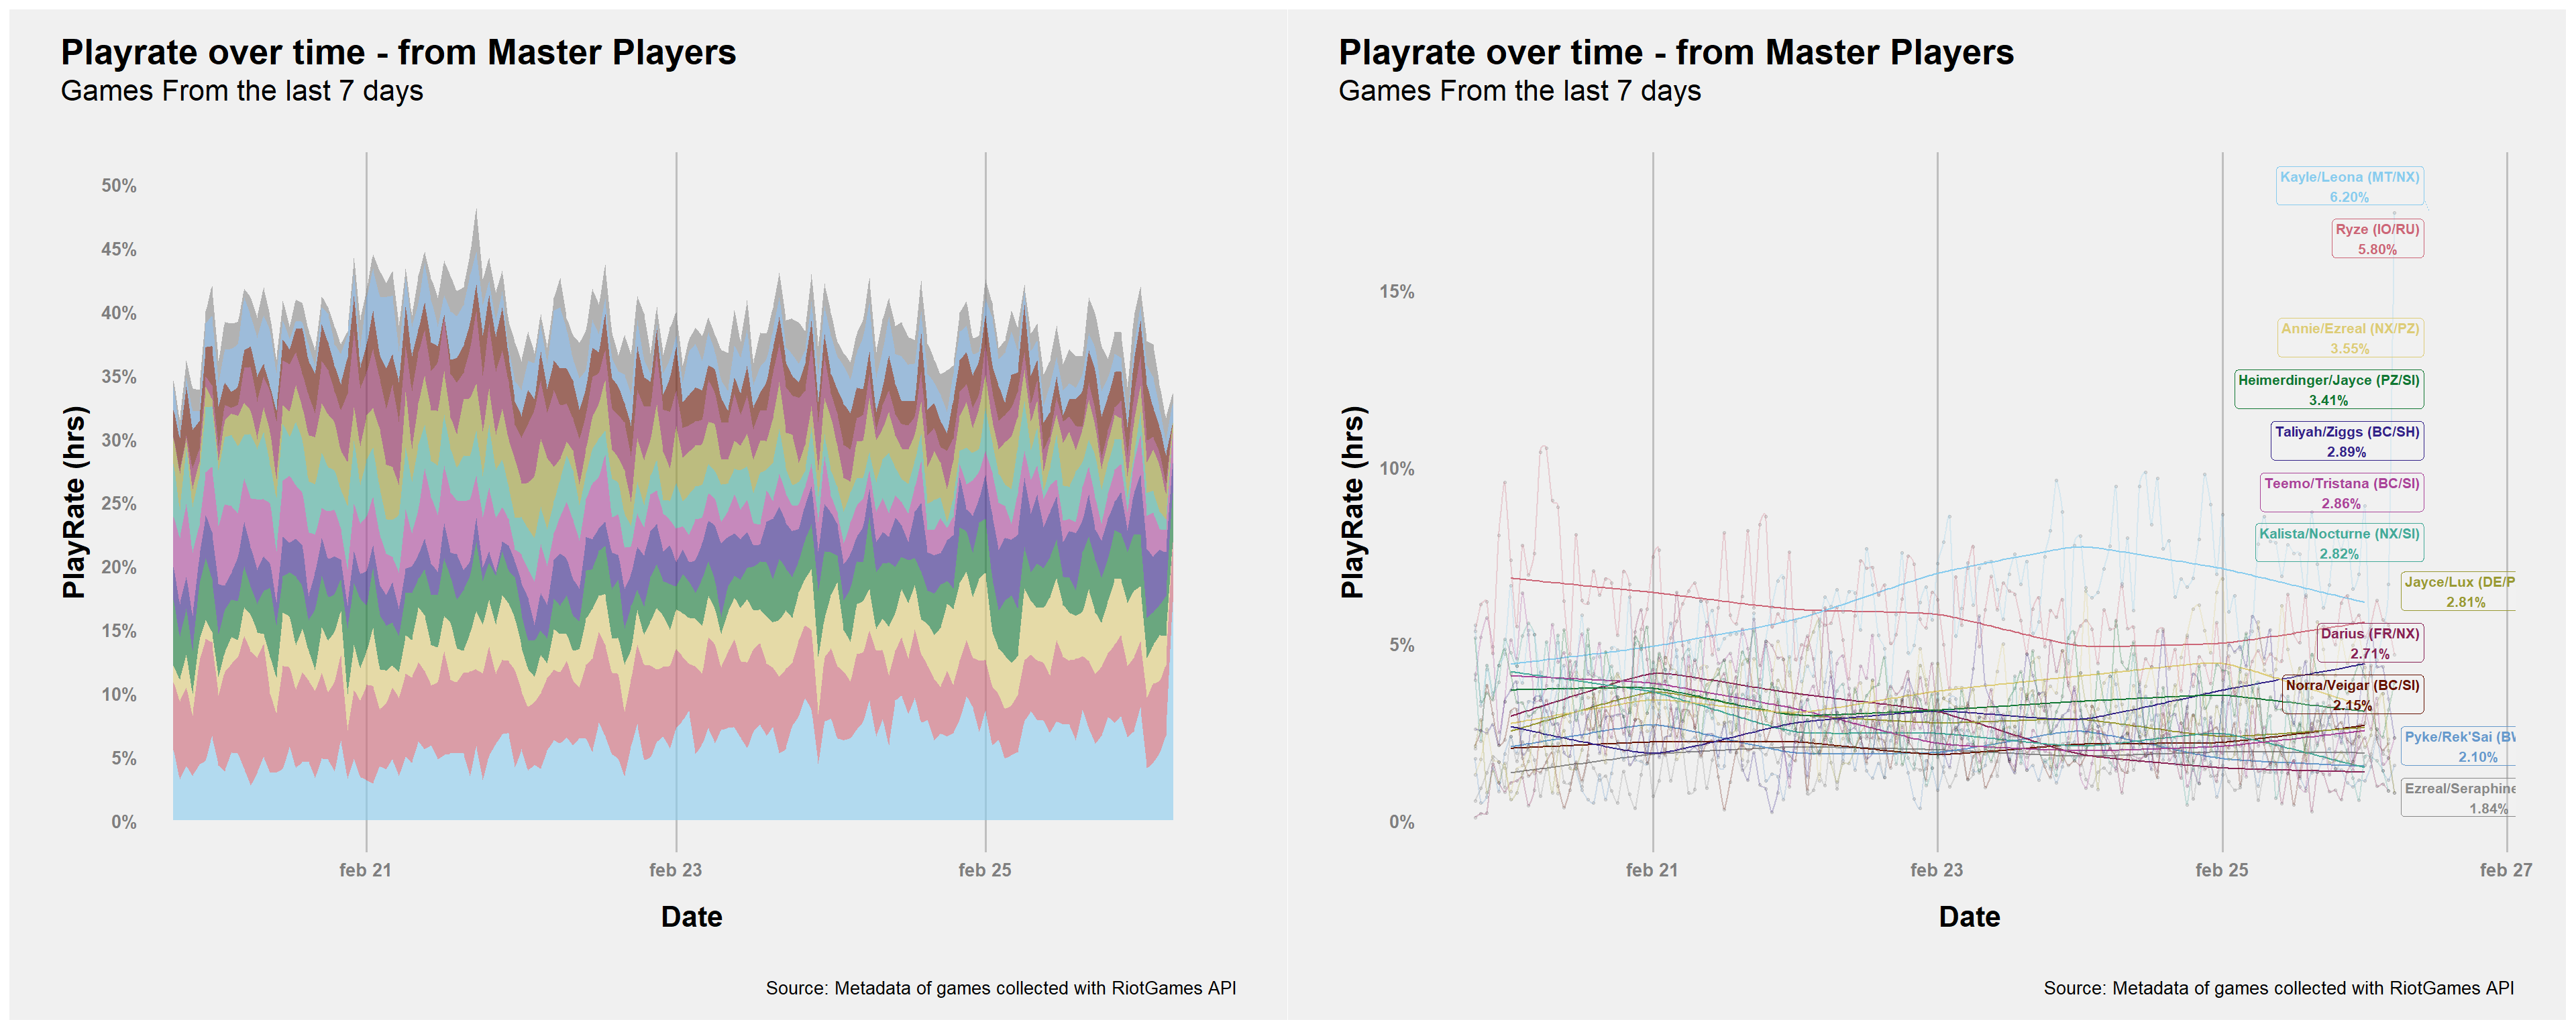 Playrate over time - from Master Players
Games From the last 7 days
50%
45%
40%
35%
30%
25%
20%
15%
10%
5%
0%
PlayRate (hrs)
feb 21
feb 23
feb 25
Date
Source: Metadata of games collected with RiotGames API
Playrate over time - from Master Players
Games From the last 7 days
15%
10%
5%
0%
PlayRate (hrs)
Kayle/Leona (MT/NX)
6.20%
Ryze (IO/RU)
5.80%
Annie/Ezreal (NX/PZ)
3.55%
Heimerdinger/Jayce (PZ/SI)
3.41%
Taliyah/Ziggs (BC/SH)
2.89%
Teemo/Tristana (BC/SI)
2.86%
Kalista/Nocturne (NX/SI)
2.82%
Jayce/Lux (DE/P
2.81%
Darius (FR/NX)
2.71%
Norra/Veigar (BC/SI)
2.15%
Pyke/Rek'Sai (BW
2.10%
Ezreal/Seraphine
1.84%
feb 21
feb 23
feb 25
feb 27
Date
Source: Metadata of games collected with RiotGames API